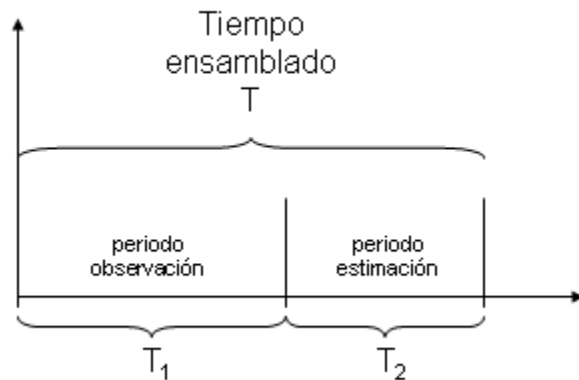 Tiempo
ensamblado
T
periodo
observación
periodo
estimación
T₁
T₂